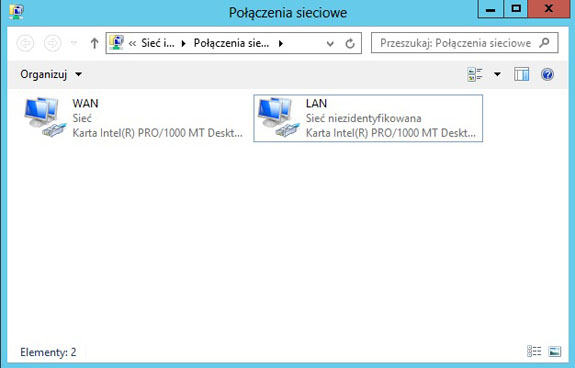 Połączenia sieciowe
« Sieć i... Połączenia sie...
Przeszukaj: Połączenia sieciowe
Organizuj
WAN
Sieć
Karta Intel(R) PRO/1000 MT Deskt...
LAN
Sieć niezidentyfikowana
Karta Intel(R) PRO/1000 MT Deskt...
Elementy: 2